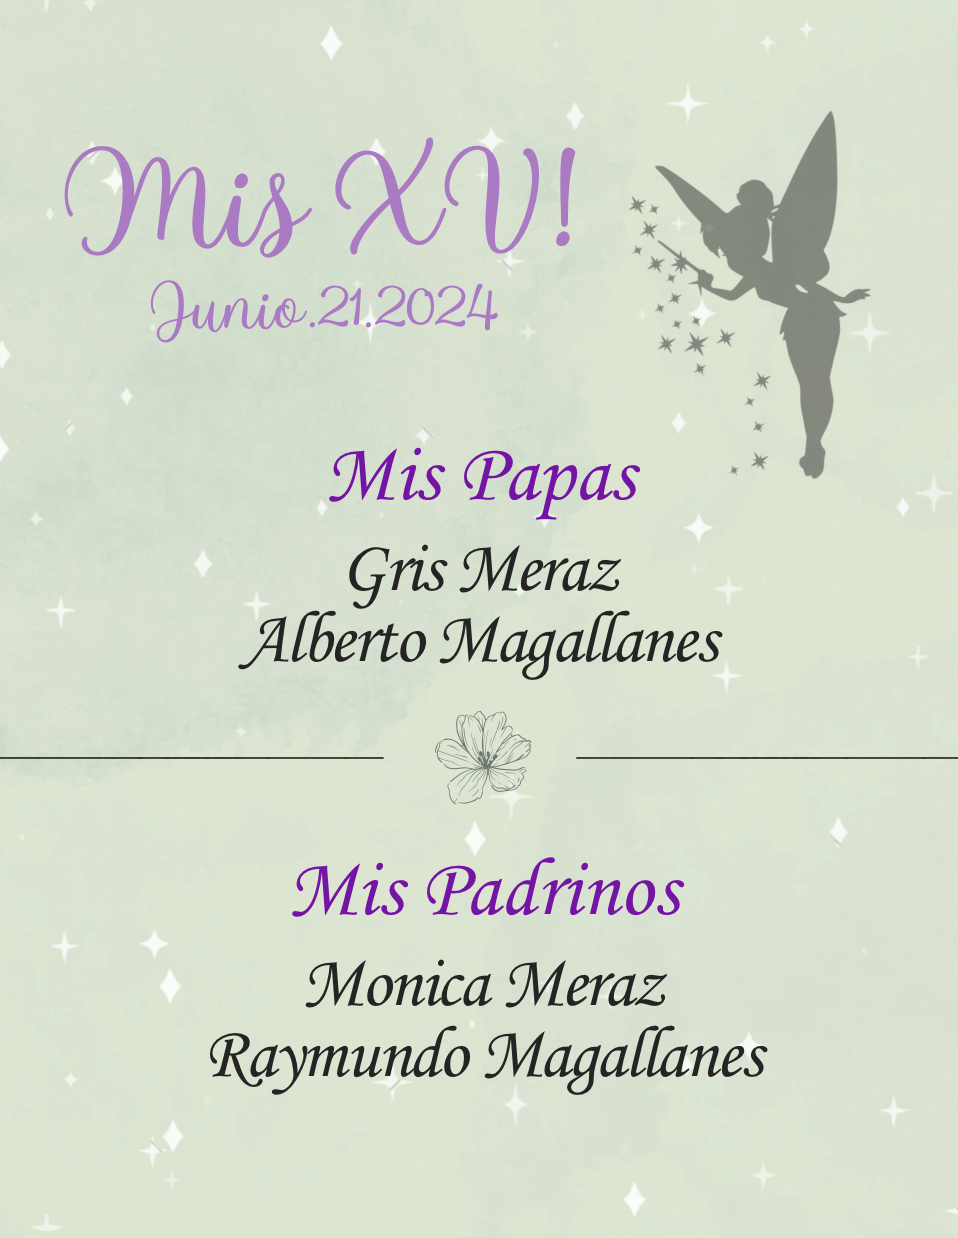 Mis XV!
Junio.21.2024
Mis Papas
Gris Meraz
Alberto Magallanes
Mis Padrinos
Monica Meraz
Raymundo Magallanes